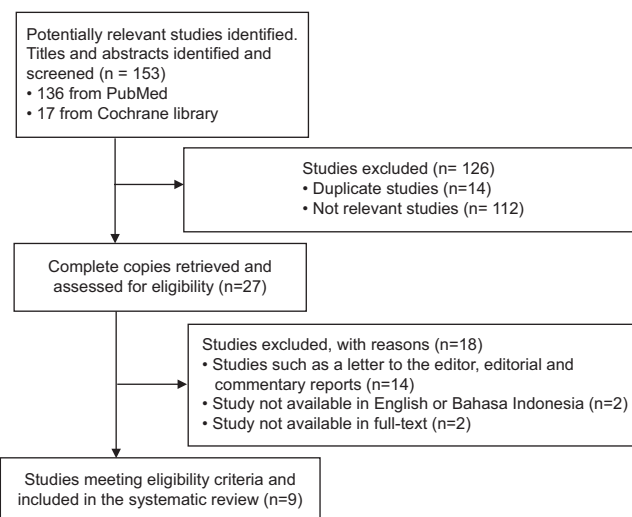 Potentially relevant studies identified.
Titles and abstracts identified and
screened (n = 153)
• 136 from PubMed
• 17 from Cochrane library
Studies excluded (n= 126)
• Duplicate studies (n=14)
• Not relevant studies (n= 112)
Complete copies retrieved and
assessed for eligibility (n=27)
Studies excluded, with reasons (n=18)
• Studies such as a letter to the editor, editorial and
commentary reports (n=14)
• Study not available in English or Bahasa Indonesia (n=2)
• Study not available in full-text (n=2)
Studies meeting eligibility criteria and
included in the systematic review (n=9)